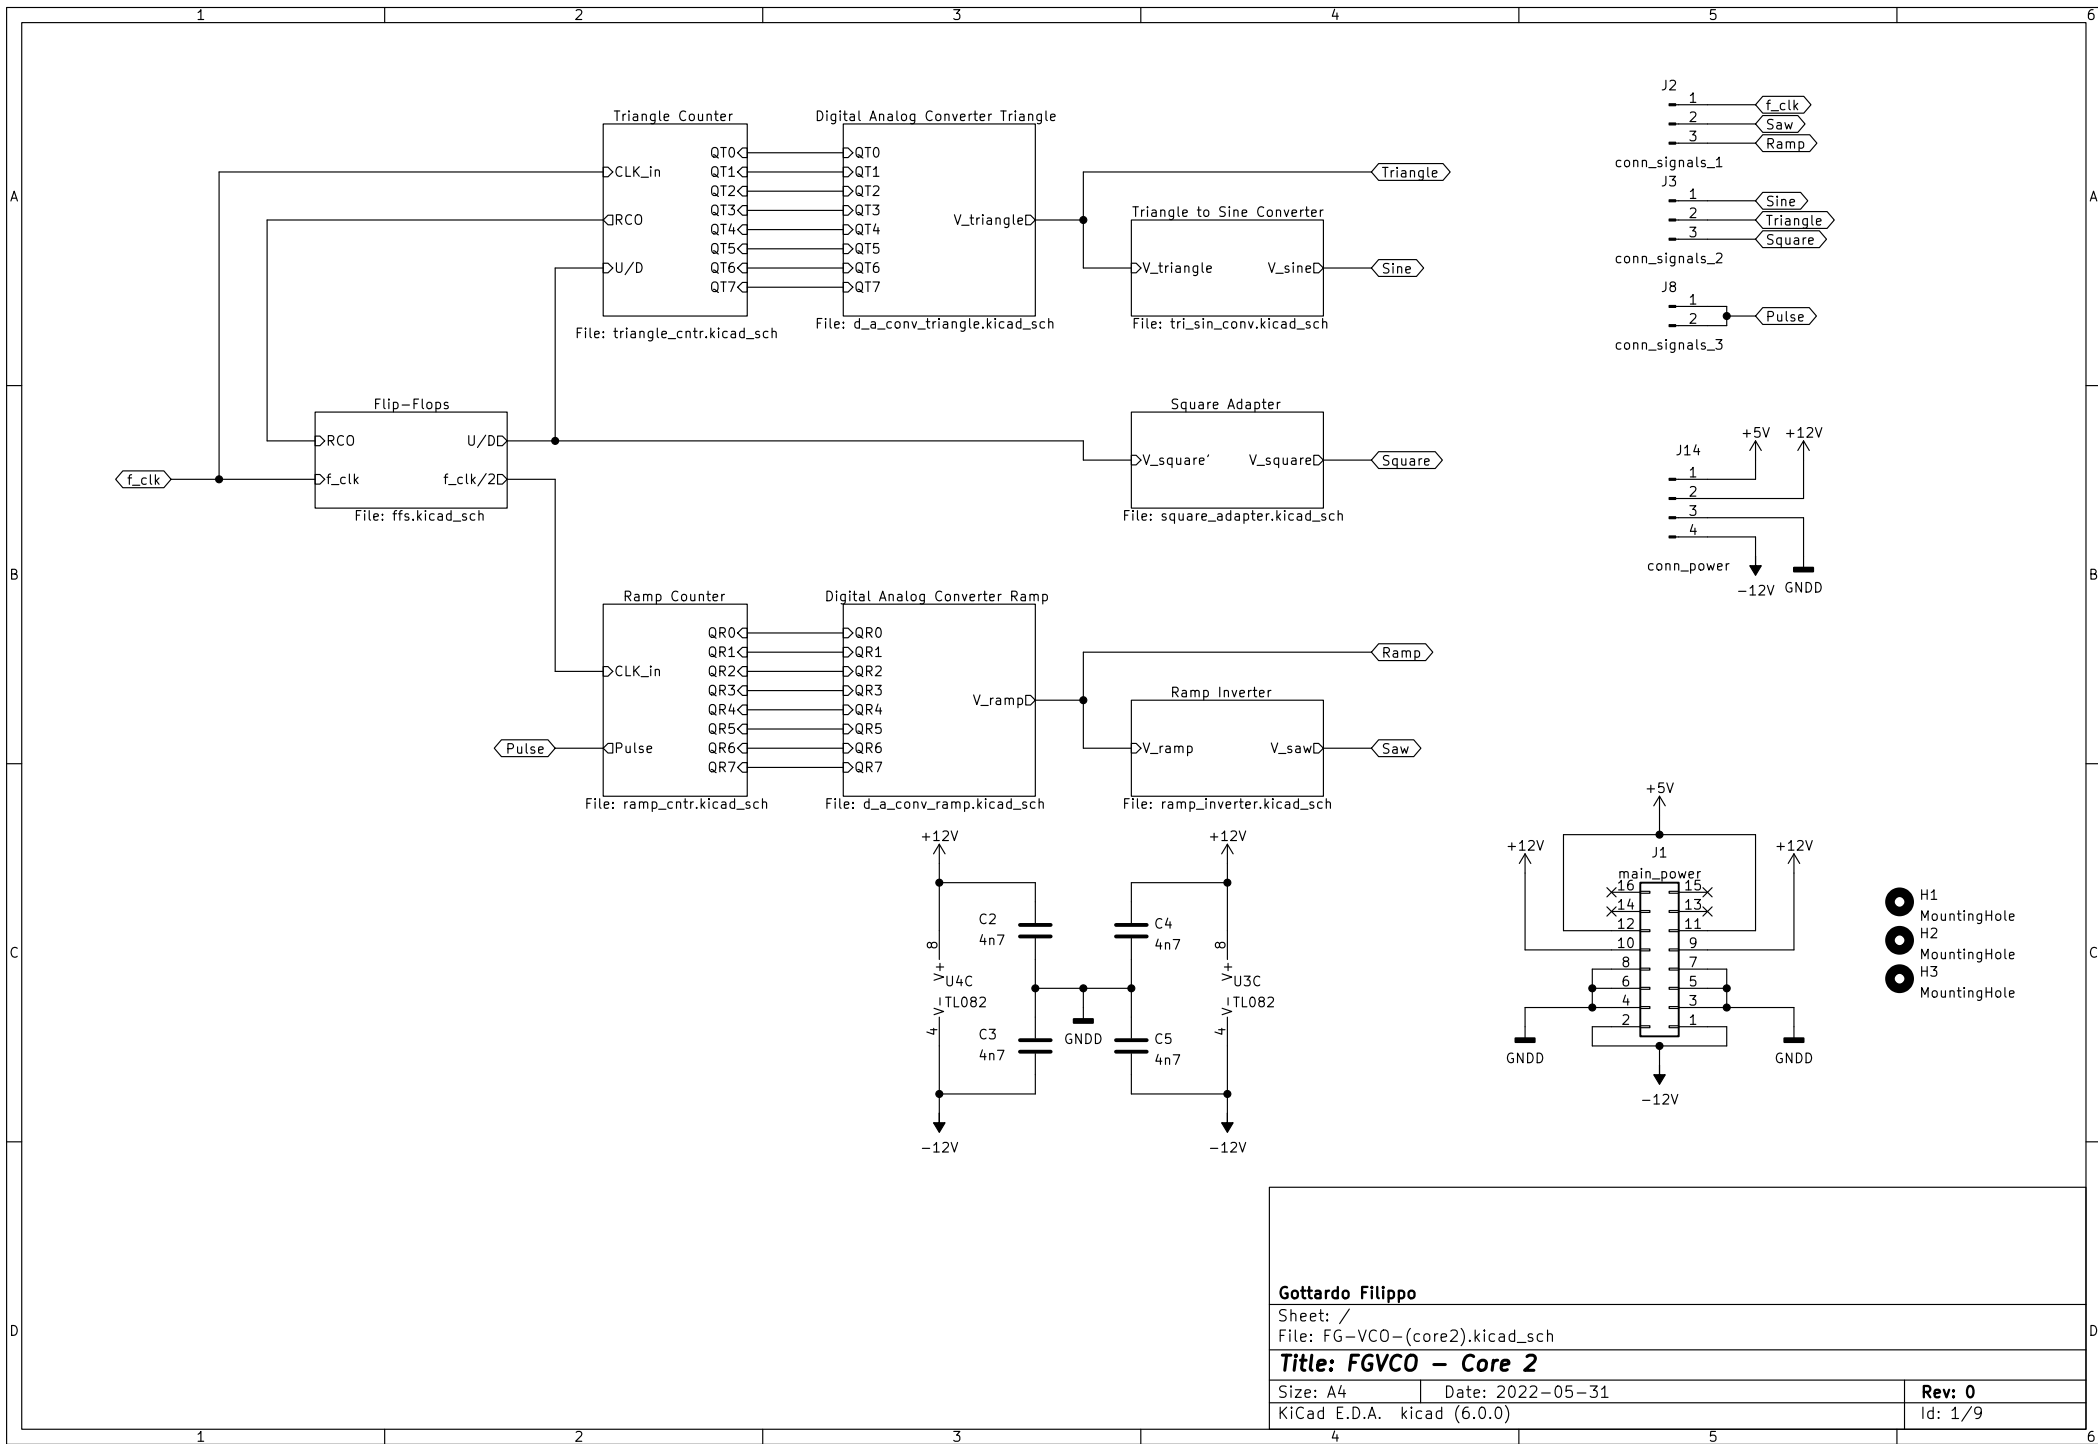 1 2 3 4 5 6
A
B
C
D
A
B
C
D
Triangle Counter
CLK_in
RCO
U/D
QT0
QT1
QT2
QT3
QT4
QT5
QT6
QT7
File: triangle_cntr.kicad_sch
Digital Analog Converter Triangle
QT0
QT1
QT2
QT3
QT4
QT5
QT6
QT7
V_triangle
File: d_a_conv_triangle.kicad_sch
Triangle
Triangle to Sine Converter
V_triangle V_sine
File: tri_sin_conv.kicad_sch
Sine
J2
1 f_clk
2 Saw
3 Ramp
conn_signals_1
J3
1 Sine
2 Triangle
3 Square
conn_signals_2
J8
1
2
Pulse
conn_signals_3
f_clk
Flip-Flops
RCO U/D
f_clk f_clk/2
File: ffs.kicad_sch
Square Adapter
V_square' V_square
File: square_adapter.kicad_sch
Square
+5V +12V
J14
1
2
3
4
conn_power
-12V GNDD
Ramp Counter
CLK_in
Pulse
QR0
QR1
QR2
QR3
QR4
QR5
QR6
QR7
File: ramp_cntr.kicad_sch
Pulse
Digital Analog Converter Ramp
QR0
QR1
QR2
QR3
QR4
QR5
QR6
QR7
V_ramp
File: d_a_conv_ramp.kicad_sch
Ramp
Ramp Inverter
V_ramp V_saw
File: ramp_inverter.kicad_sch
Saw
+12V
8
V+
U4C
TL082
V-
4
-12V
C2
4n7
C3
4n7
GNDD
C4
4n7
C5
4n7
+12V
8
V+
U3C
TL082
V-
4
-12V
+5V
+12V
+12V
J1
main_power
16 15
14 13
12 11
10 9
8 7
6 5
4 3
2 1
GNDD
GNDD
-12V
H1
MountingHole
H2
MountingHole
H3
MountingHole
Gottardo Filippo
Sheet: /
File: FG-VCO-(core2).kicad_sch
Title: FGVCO - Core 2
Size: A4 Date: 2022-05-31 Rev: 0
KiCad E.D.A. kicad (6.0.0) Id: 1/9
1 2 3 4 5 6